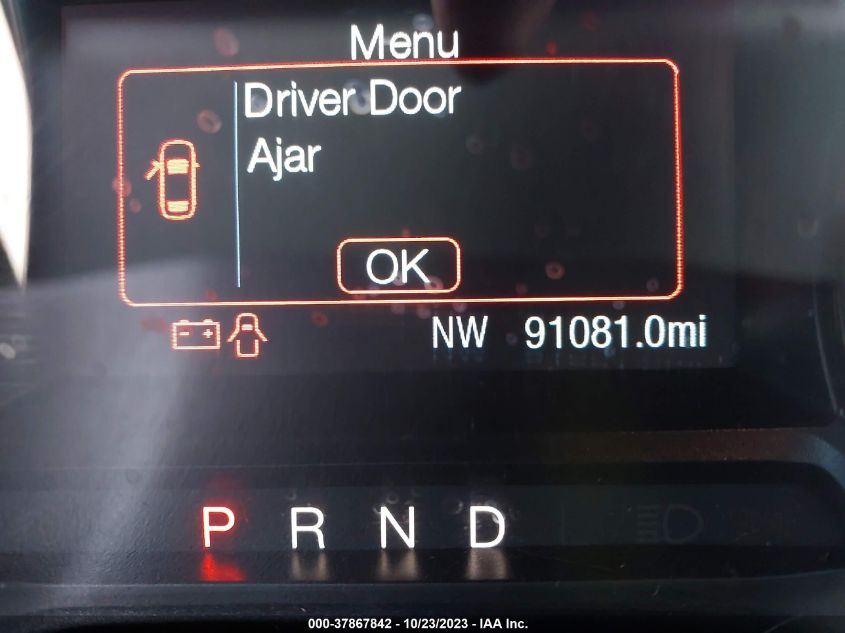 Menu
Driver Door
Ajar
OK
NW 91081.0mi
P R N D
000-37867842 - 10/23/2023 - IAA Inc.